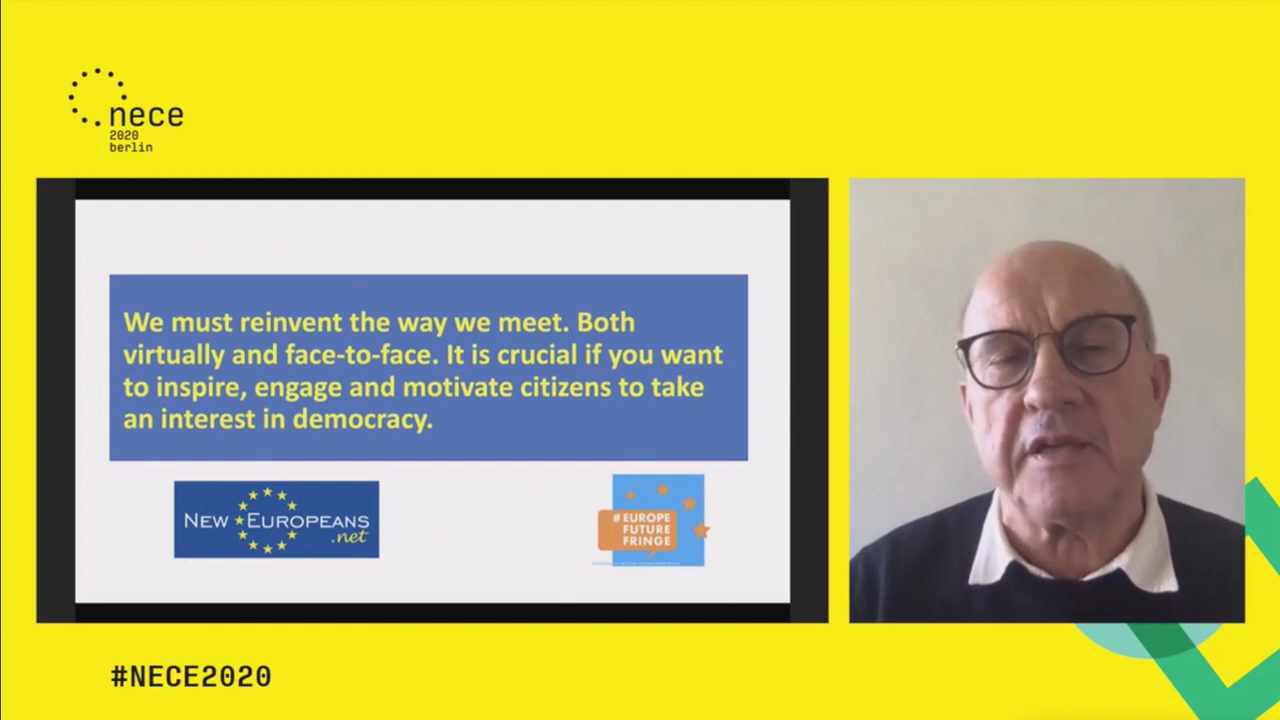 nece
2020
berlin
We must reinvent the way we meet. Both
virtually and face-to-face. It is crucial if you want
to inspire, engage and motivate citizens to take
an interest in democracy.
NEW EUROPEANS
.net
#EUROPE
FUTURE
FRINGE
#NECE2020